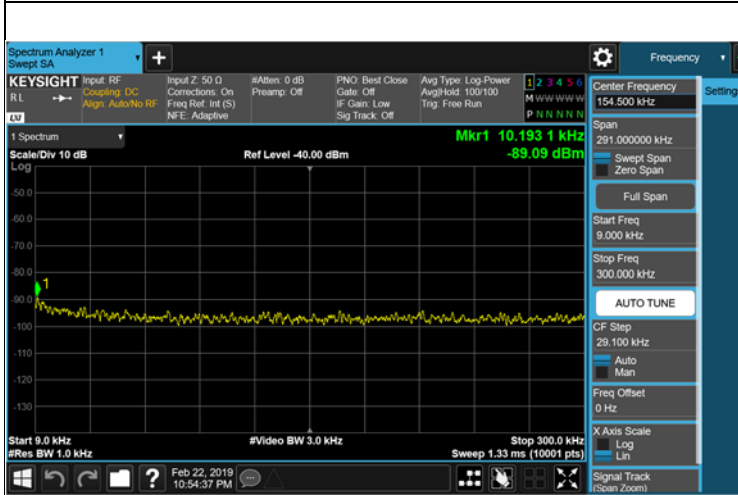 Spectrum Analyzer 1
Swept SA
+
Frequency
KEYSIGHT
RL
LXI
Input: RF
Coupling: DC
Align: Auto/No RF
Input Z: 50 Ω
Corrections: On
Freq Ref: Int (S)
NFE: Adaptive
#Atten: 0 dB
Preamp: Off
PNO: Best Close
Gate: Off
IF Gain: Low
Sig Track: Off
Avg Type: Log-Power
Avg|Hold: 100/100
Trig: Free Run
1 2 3 4 5 6
M W W W W W
P N N N N N
1 Spectrum
Mkr1 10.193 1 kHz
Scale/Div 10 dB
Ref Level -40.00 dBm
-89.09 dBm
Log
-50.0
-60.0
-70.0
-80.0
1
-90.0
-100
-110
-120
-130
Start 9.0 kHz
#Video BW 3.0 kHz
Stop 300.0 kHz
#Res BW 1.0 kHz
Sweep 1.33 ms (10001 pts)
Center Frequency
154.500 kHz
Settings
Span
291.000000 kHz
Swept Span
Zero Span
Full Span
Start Freq
9.000 kHz
Stop Freq
300.000 kHz
AUTO TUNE
CF Step
29.100 kHz
Auto
Man
Freq Offset
0 Hz
X Axis Scale
Log
Lin
Signal Track
(Span Zoom)
?
Feb 22, 2019
10:54:37 PM